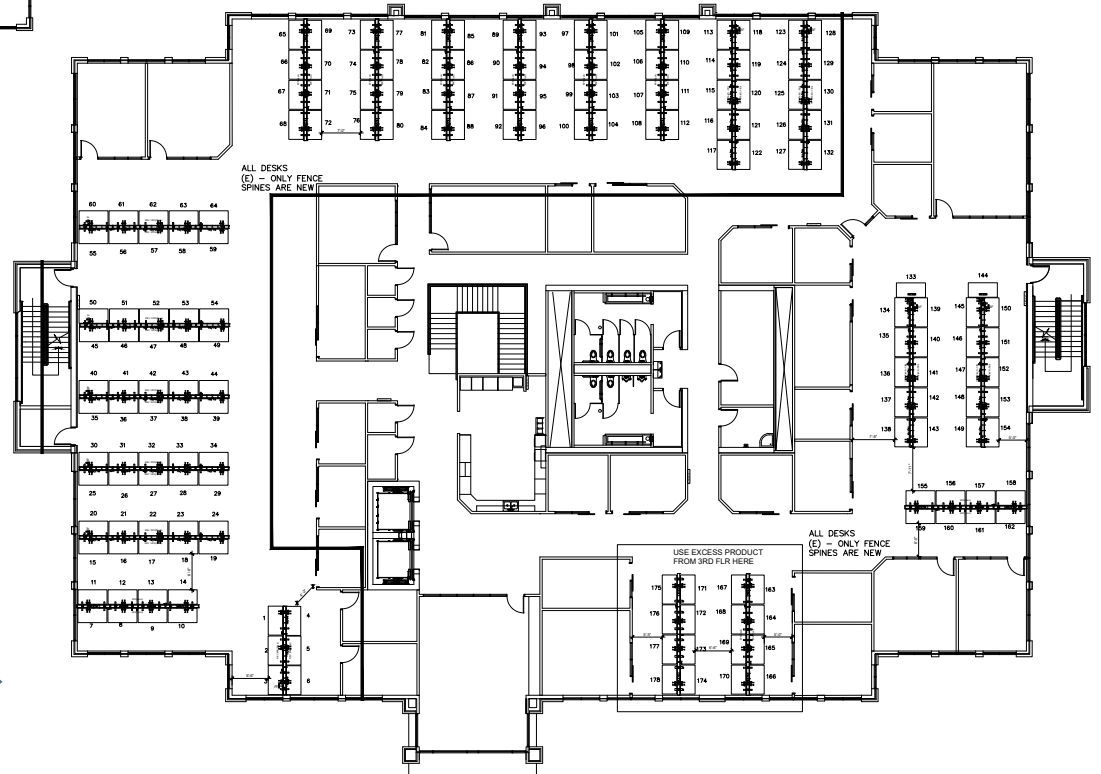 65 69 73 77 81 85 89 93 97 101 105 109 113 118 123 128
66 70 74 78 82 86 90 94 98 102 106 110 114 119 124 129
67 71 75 79 83 87 91 95 99 103 107 111 115 120 125 130
68 72 76 80 84 88 92 96 100 104 108 112 116 121 126 131
117 122 127 132
ALL DESKS
(E) - ONLY FENCE
SPINES ARE NEW
60 61 62 63 64
55 56 57 58 59
50 51 52 53 54
45 46 47 48 49
40 41 42 43 44
35 36 37 38 39
30 31 32 33 34
25 26 27 28 29
20 21 22 23 24
15 16 17 18 19
11 12 13 14
7 8 9 10
1 4
2 5
3 6
133 144
134 139 145 150
135 140 146 151
136 141 147 152
137 142 148 153
138 143 149 154
155 156 157 158
159 160 161 162
ALL DESKS
(E) - ONLY FENCE
SPINES ARE NEW
USE EXCESS PRODUCT
FROM 3RD FLR HERE
175 171 167 163
176 172 168 164
177 173 169 165
178 174 170 166